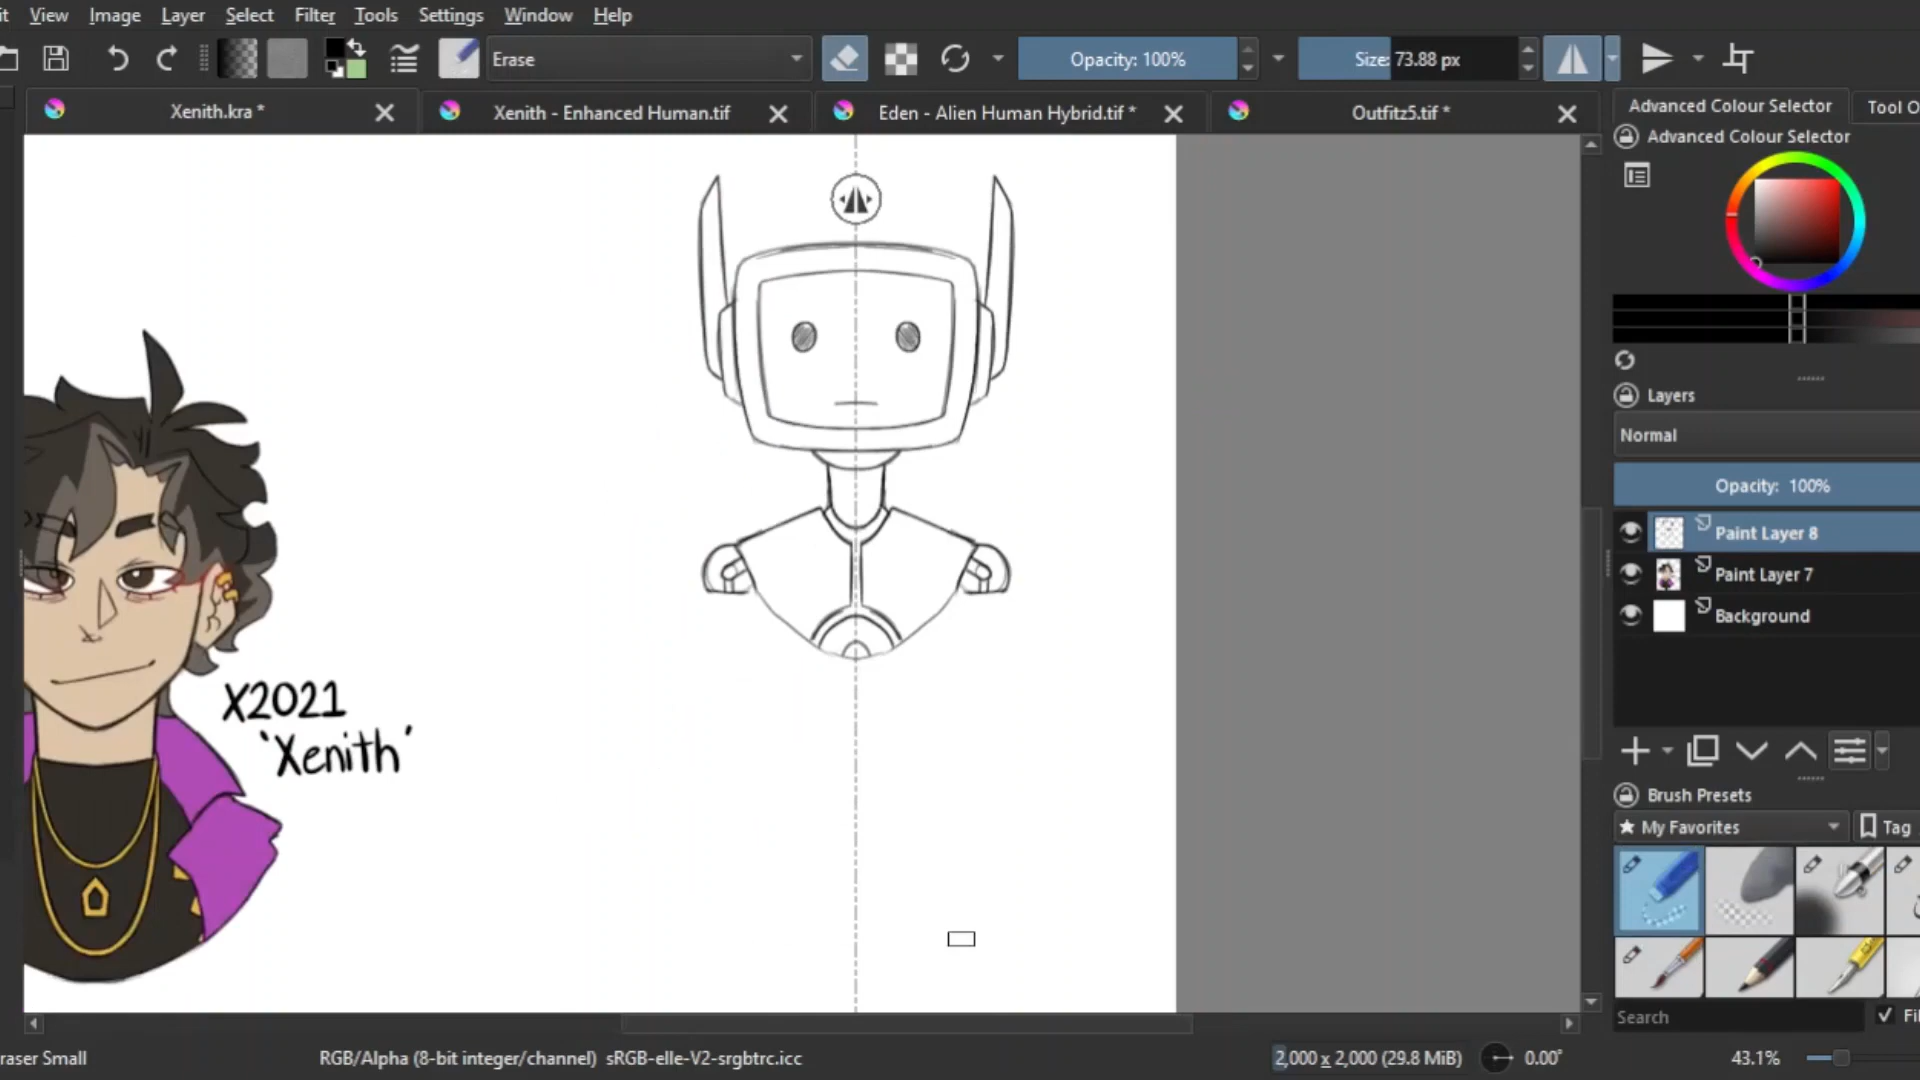 it View Image Layer Select Filter Tools Settings Window Help
Erase Opacity: 100% Size: 73.88 px
Xenith.kra * Xenith - Enhanced Human.tif Eden - Alien Human Hybrid.tif * Outfitz5.tif *
Advanced Colour Selector Tool O
Advanced Colour Selector
Layers
Normal
Opacity: 100%
Paint Layer 8
Paint Layer 7
Background
X2021
'Xenith'
Brush Presets
My Favorites Tag
Search Fil
raser Small RGB/Alpha (8-bit integer/channel) sRGB-elle-V2-srgbtrc.icc 2,000 x 2,000 (29.8 MiB) 0.00° 43.1%